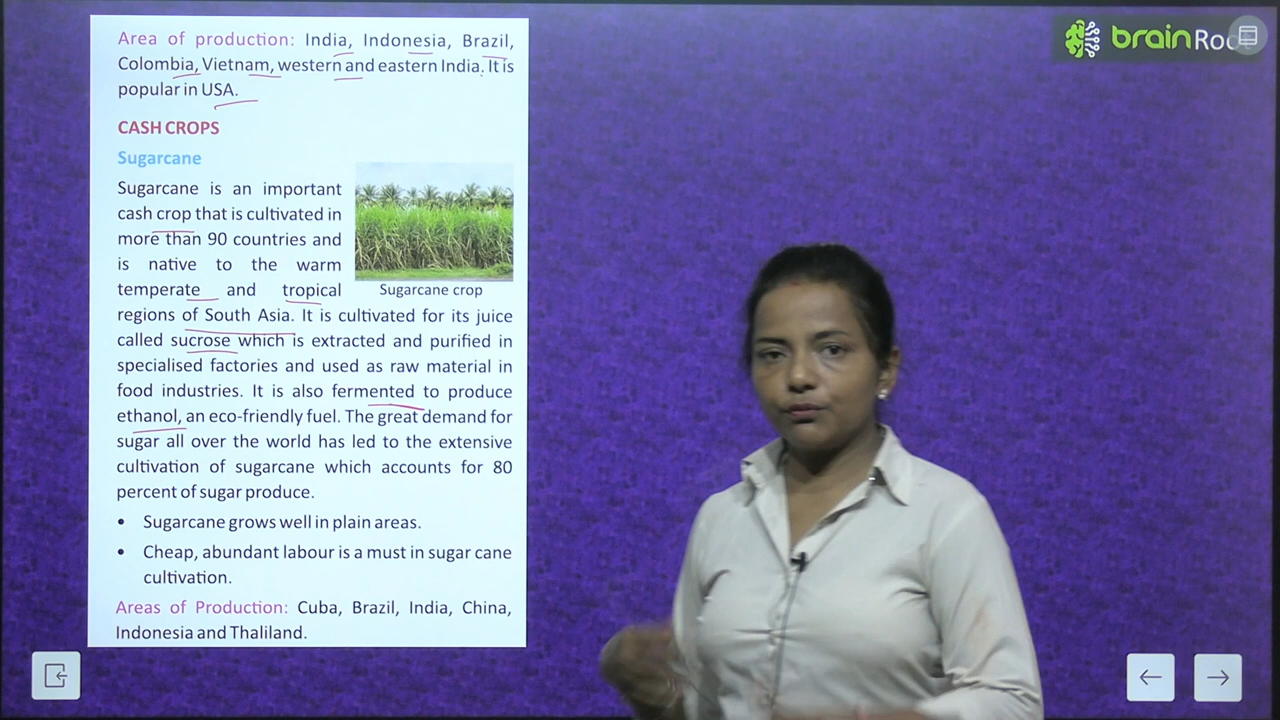 Area of production: India, Indonesia, Brazil,
Colombia, Vietnam, western and eastern India. It is
popular in USA.
CASH CROPS
Sugarcane
Sugarcane is an important
cash crop that is cultivated in
more than 90 countries and
is native to the warm
temperate and tropical
Sugarcane crop
regions of South Asia. It is cultivated for its juice
called sucrose which is extracted and purified in
specialised factories and used as raw material in
food industries. It is also fermented to produce
ethanol, an eco-friendly fuel. The great demand for
sugar all over the world has led to the extensive
cultivation of sugarcane which accounts for 80
percent of sugar produce.
• Sugarcane grows well in plain areas.
• Cheap, abundant labour is a must in sugar cane
cultivation.
Areas of Production: Cuba, Brazil, India, China,
Indonesia and Thaliland.